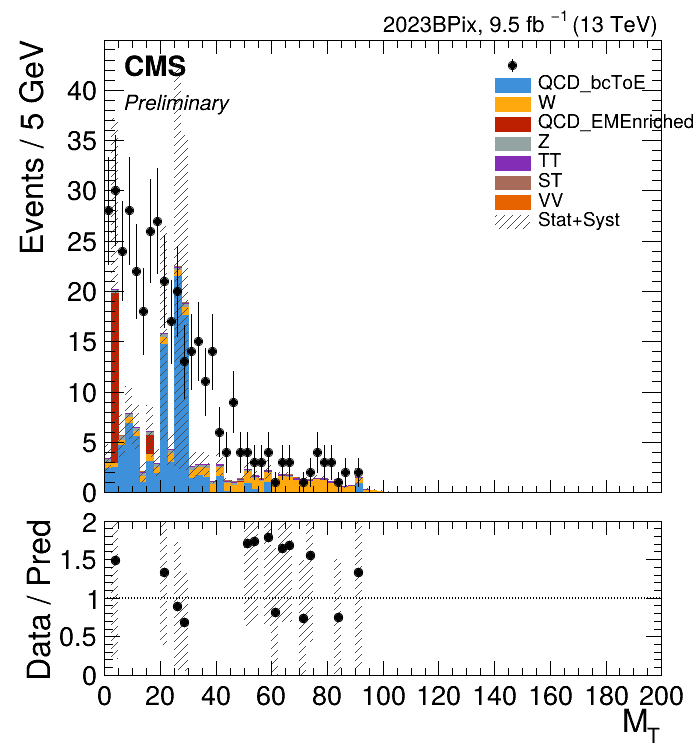 2023BPix, 9.5 fb⁻¹ (13 TeV)
CMS
Preliminary
Events / 5 GeV
QCD_bcToE
W
QCD_EMEnriched
Z
TT
ST
VV
Stat+Syst
40
35
30
25
20
15
10
5
0
Data / Pred
2
1.5
1
0.5
0
0 20 40 60 80 100 120 140 160 180 200
M_T